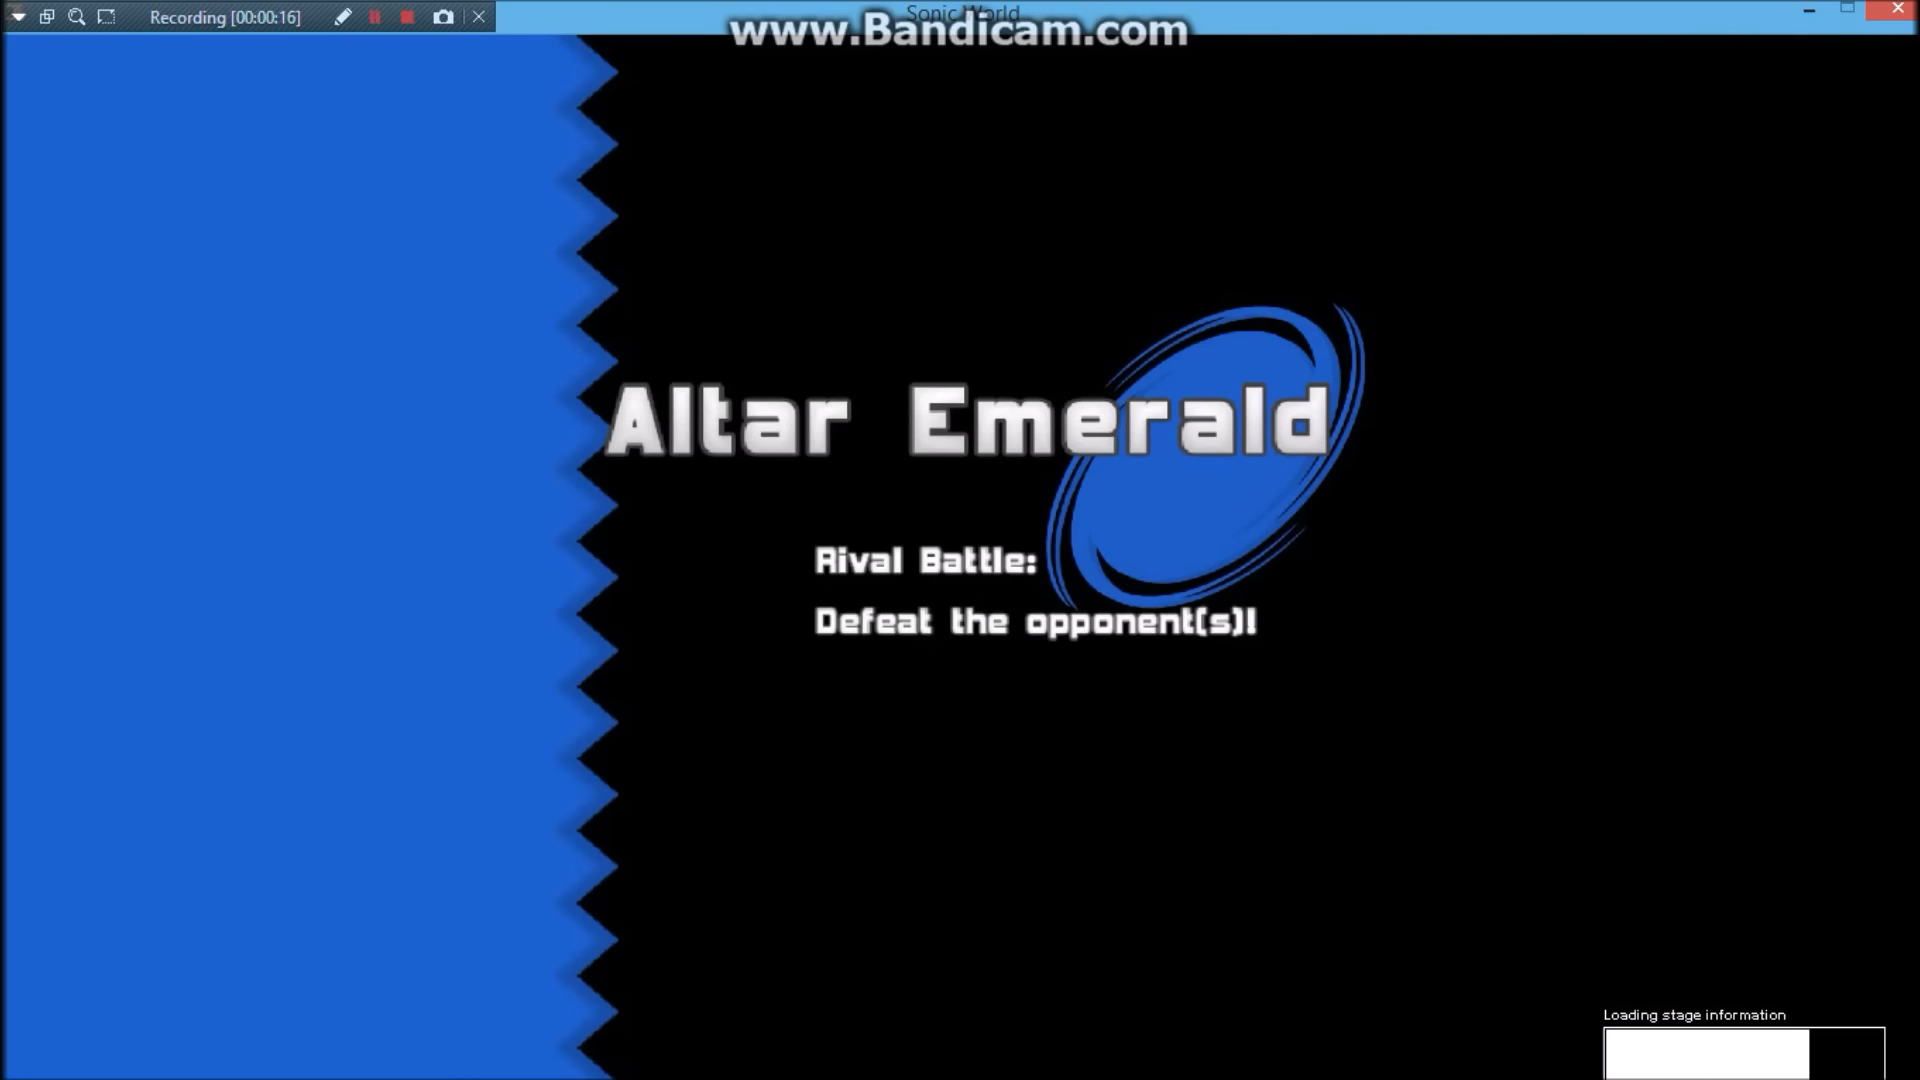 Recording [00:00:16]
Sonic World
www.Bandicam.com
Altar Emerald
Rival Battle:
Defeat the opponent(s)!
Loading stage information